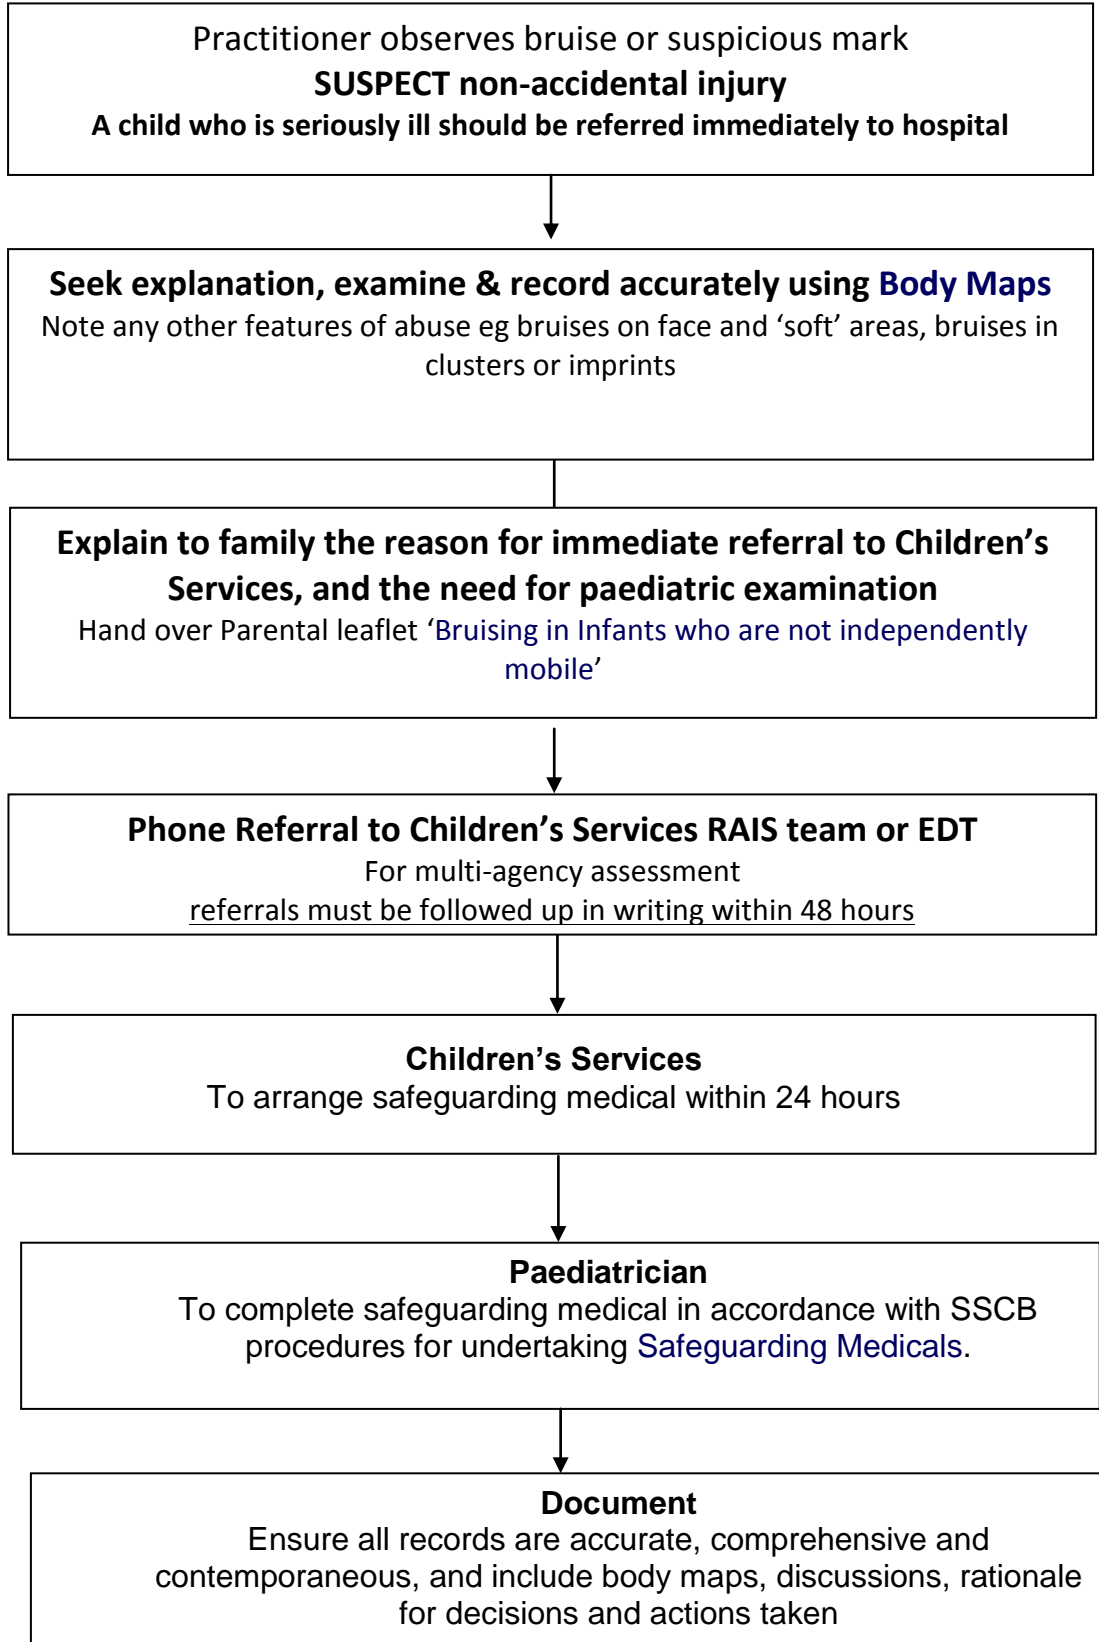 Practitioner observes bruise or suspicious mark
SUSPECT non-accidental injury
A child who is seriously ill should be referred immediately to hospital
Seek explanation, examine & record accurately using Body Maps
Note any other features of abuse eg bruises on face and ‘soft’ areas, bruises in
clusters or imprints
Explain to family the reason for immediate referral to Children’s
Services, and the need for paediatric examination
Hand over Parental leaflet ‘Bruising in Infants who are not independently
mobile’
Phone Referral to Children’s Services RAIS team or EDT
For multi-agency assessment
referrals must be followed up in writing within 48 hours
Children’s Services
To arrange safeguarding medical within 24 hours
Paediatrician
To complete safeguarding medical in accordance with SSCB
procedures for undertaking Safeguarding Medicals.
Document
Ensure all records are accurate, comprehensive and
contemporaneous, and include body maps, discussions, rationale
for decisions and actions taken